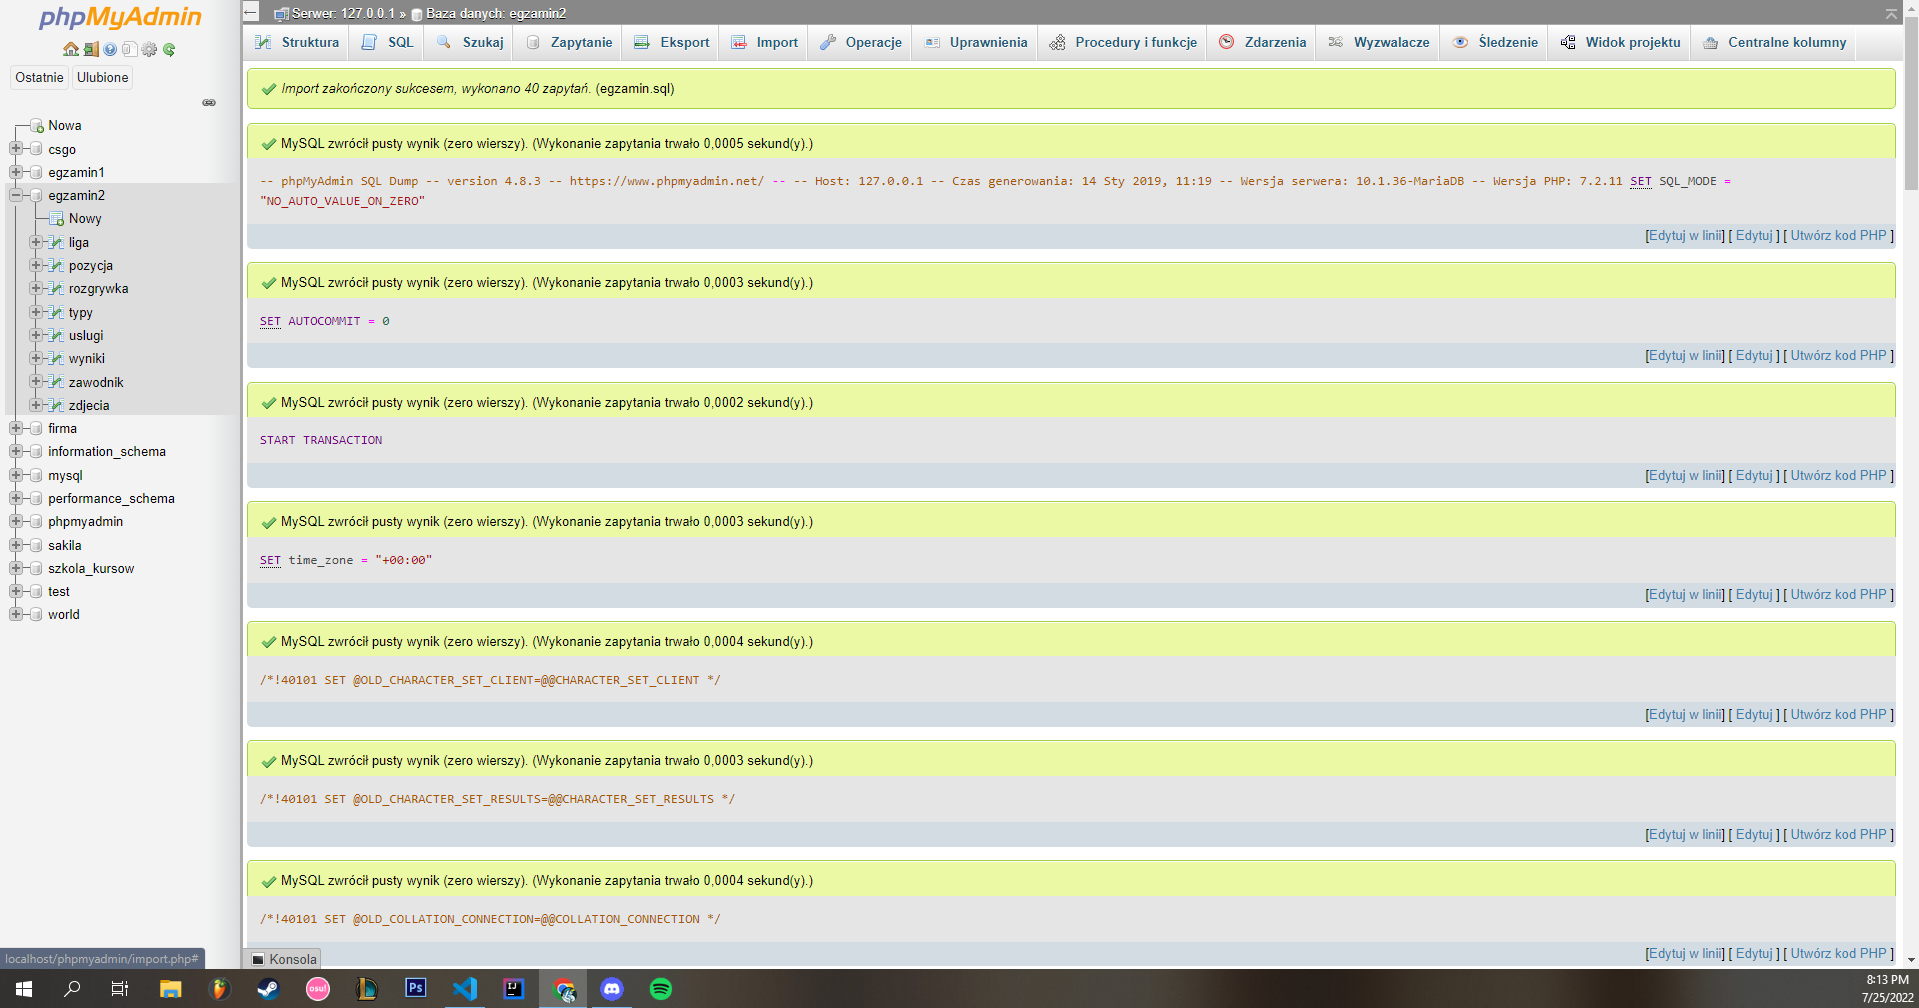 phpMyAdmin
Ostatnie
Ulubione
Nowa
csgo
egzamin1
egzamin2
Nowy
liga
pozycja
rozgrywka
typy
uslugi
wyniki
zawodnik
zdjecia
firma
information_schema
mysql
performance_schema
phpmyadmin
sakila
szkola_kursow
test
world
localhost/phpmyadmin/import.php#
Serwer: 127.0.0.1 » Baza danych: egzamin2
Struktura SQL Szukaj Zapytanie Eksport Import Operacje Uprawnienia Procedury i funkcje Zdarzenia Wyzwalacze Śledzenie Widok projektu Centralne kolumny
Import zakończony sukcesem, wykonano 40 zapytań. (egzamin.sql)
MySQL zwrócił pusty wynik (zero wierszy). (Wykonanie zapytania trwało 0,0005 sekund(y).)
-- phpMyAdmin SQL Dump -- version 4.8.3 -- https://www.phpmyadmin.net/ -- -- Host: 127.0.0.1 -- Czas generowania: 14 Sty 2019, 11:19 -- Wersja serwera: 10.1.36-MariaDB -- Wersja PHP: 7.2.11 SET SQL_MODE =
"NO_AUTO_VALUE_ON_ZERO"
[Edytuj w linii] [ Edytuj ] [ Utwórz kod PHP ]
MySQL zwrócił pusty wynik (zero wierszy). (Wykonanie zapytania trwało 0,0003 sekund(y).)
SET AUTOCOMMIT = 0
[Edytuj w linii] [ Edytuj ] [ Utwórz kod PHP ]
MySQL zwrócił pusty wynik (zero wierszy). (Wykonanie zapytania trwało 0,0002 sekund(y).)
START TRANSACTION
[Edytuj w linii] [ Edytuj ] [ Utwórz kod PHP ]
MySQL zwrócił pusty wynik (zero wierszy). (Wykonanie zapytania trwało 0,0003 sekund(y).)
SET time_zone = "+00:00"
[Edytuj w linii] [ Edytuj ] [ Utwórz kod PHP ]
MySQL zwrócił pusty wynik (zero wierszy). (Wykonanie zapytania trwało 0,0004 sekund(y).)
/*!40101 SET @OLD_CHARACTER_SET_CLIENT=@@CHARACTER_SET_CLIENT */
[Edytuj w linii] [ Edytuj ] [ Utwórz kod PHP ]
MySQL zwrócił pusty wynik (zero wierszy). (Wykonanie zapytania trwało 0,0003 sekund(y).)
/*!40101 SET @OLD_CHARACTER_SET_RESULTS=@@CHARACTER_SET_RESULTS */
[Edytuj w linii] [ Edytuj ] [ Utwórz kod PHP ]
MySQL zwrócił pusty wynik (zero wierszy). (Wykonanie zapytania trwało 0,0004 sekund(y).)
/*!40101 SET @OLD_COLLATION_CONNECTION=@@COLLATION_CONNECTION */
[Edytuj w linii] [ Edytuj ] [ Utwórz kod PHP ]
Konsola
osu!
Ps
IJ
8:13 PM
7/25/2022